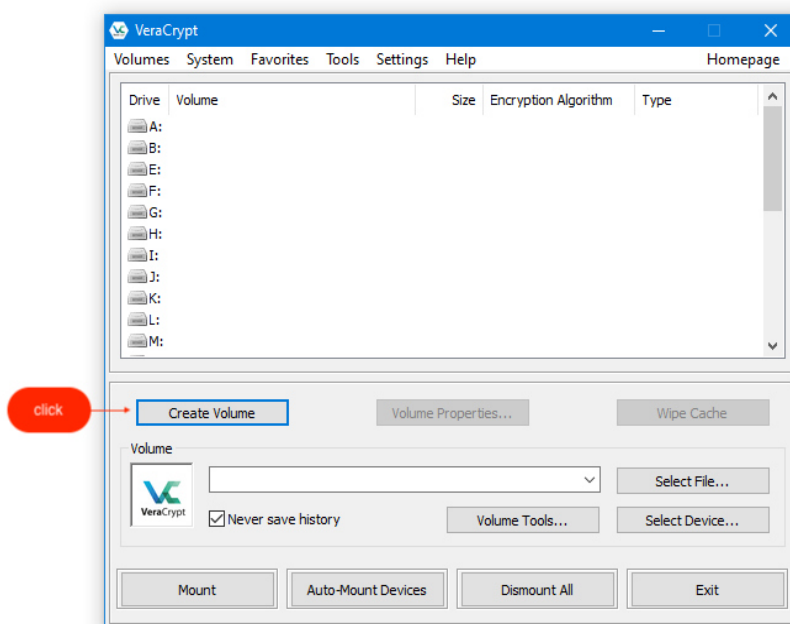 VeraCrypt
Volumes System Favorites Tools Settings Help Homepage
Drive Volume Size Encryption Algorithm Type
A:
B:
E:
F:
G:
H:
I:
J:
K:
L:
M:
click
Create Volume Volume Properties... Wipe Cache
Volume
VeraCrypt
Select File...
Never save history Volume Tools... Select Device...
Mount Auto-Mount Devices Dismount All Exit